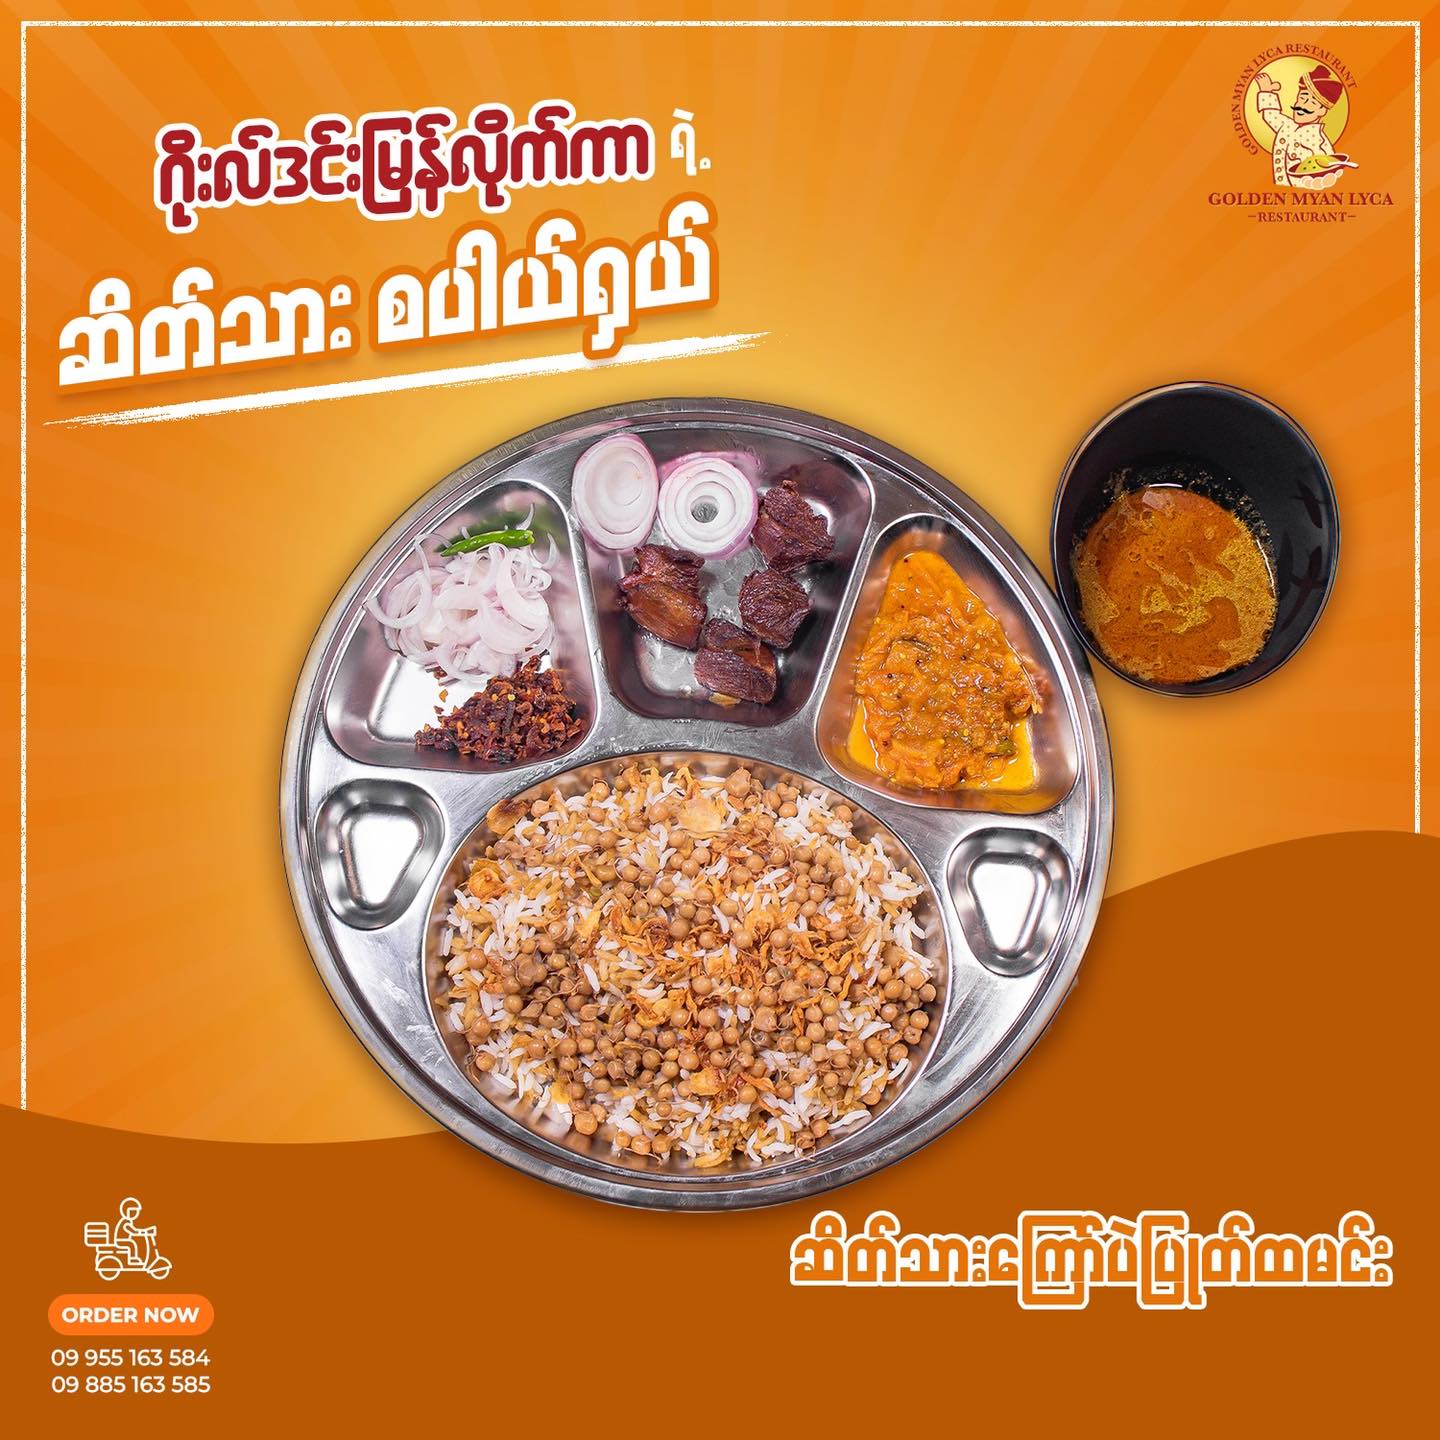 ဂိုးလ်ဒင်းမြန်လိုက်ကာ ရဲ့
ဆိတ်သား စပါယ်ရှယ်
GOLDEN MYAN LYCA RESTAURANT
GOLDEN MYAN LYCA
RESTAURANT
ဆိတ်သားကြော်ပဲပြုတ်ထမင်း
ORDER NOW
09 955 163 584
09 885 163 585